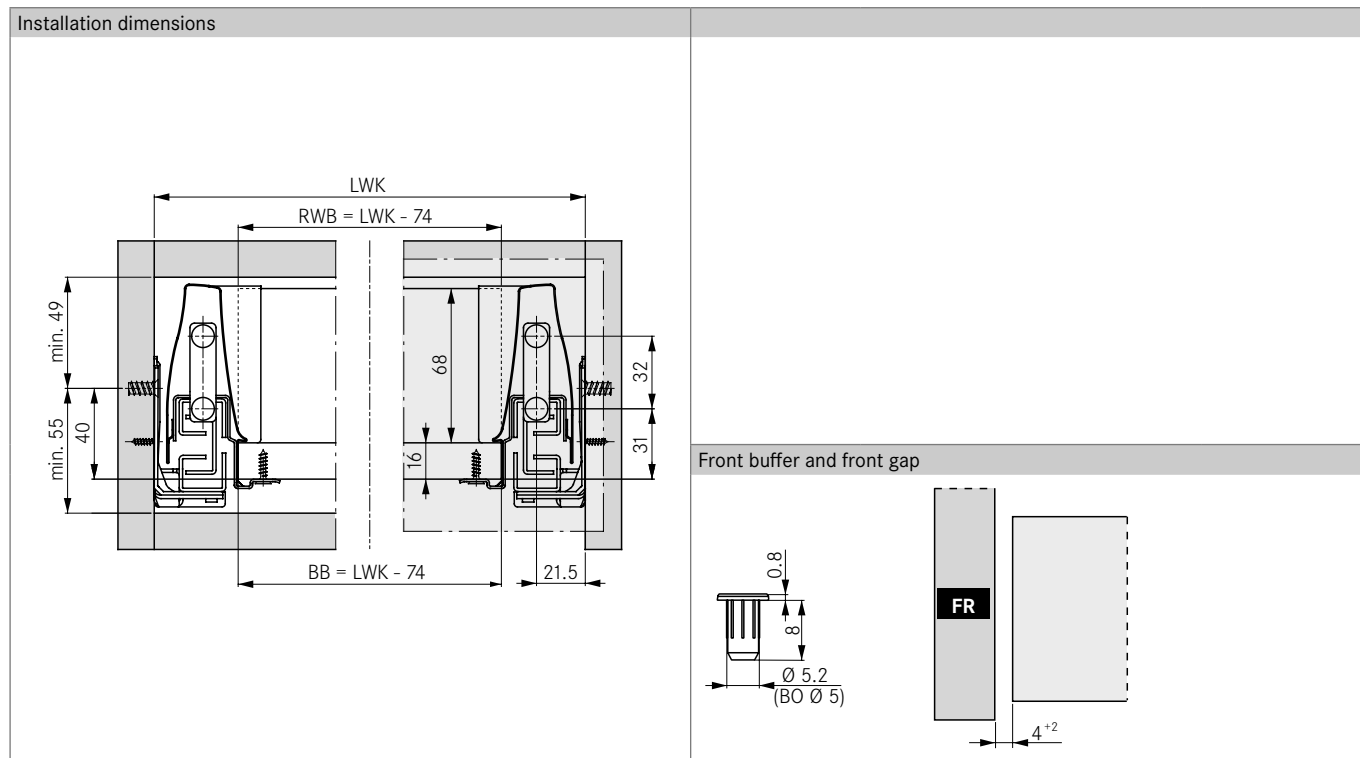 Installation dimensions
LWK
RWB = LWK - 74
min. 49
min. 55
40
68
16
32
31
BB = LWK - 74
21.5
Front buffer and front gap
0.8
8
Ø 5.2
(BO Ø 5)
FR
4⁺²